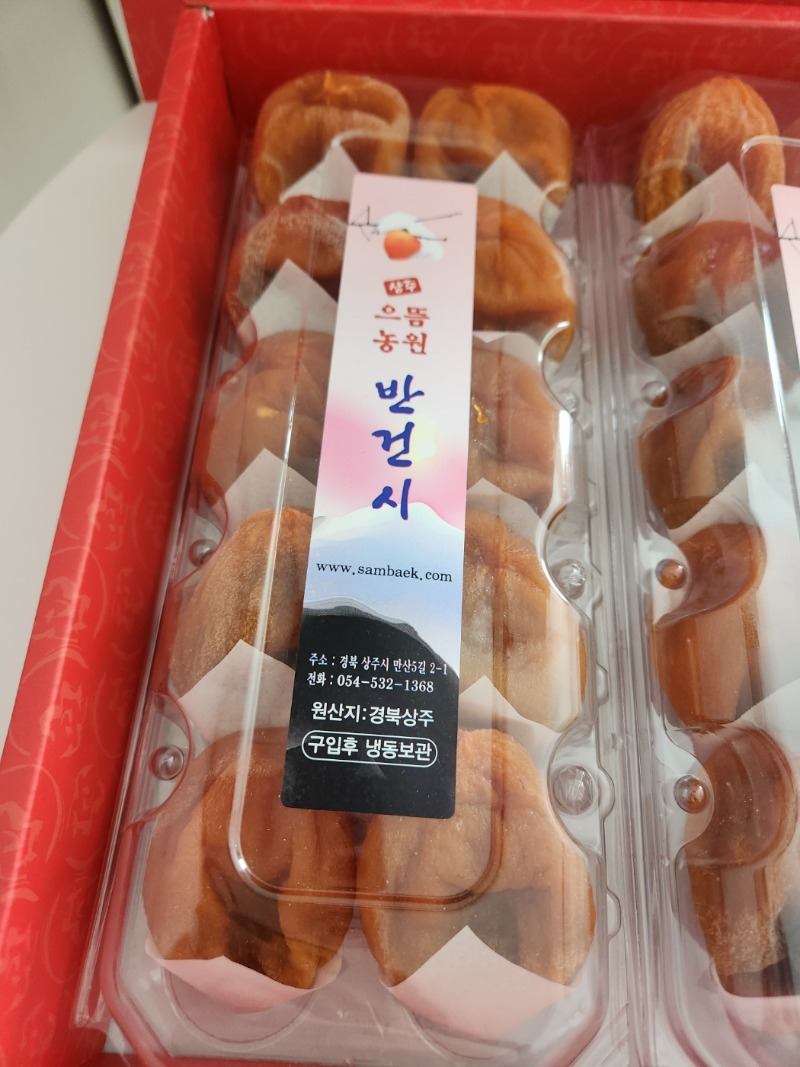 상주
으뜸
농원
반
건
시
www.sambaek.com
주소 : 경북 상주시 만산5길 2-1
전화 : 054-532-1368
원산지:경북상주
구입후 냉동보관